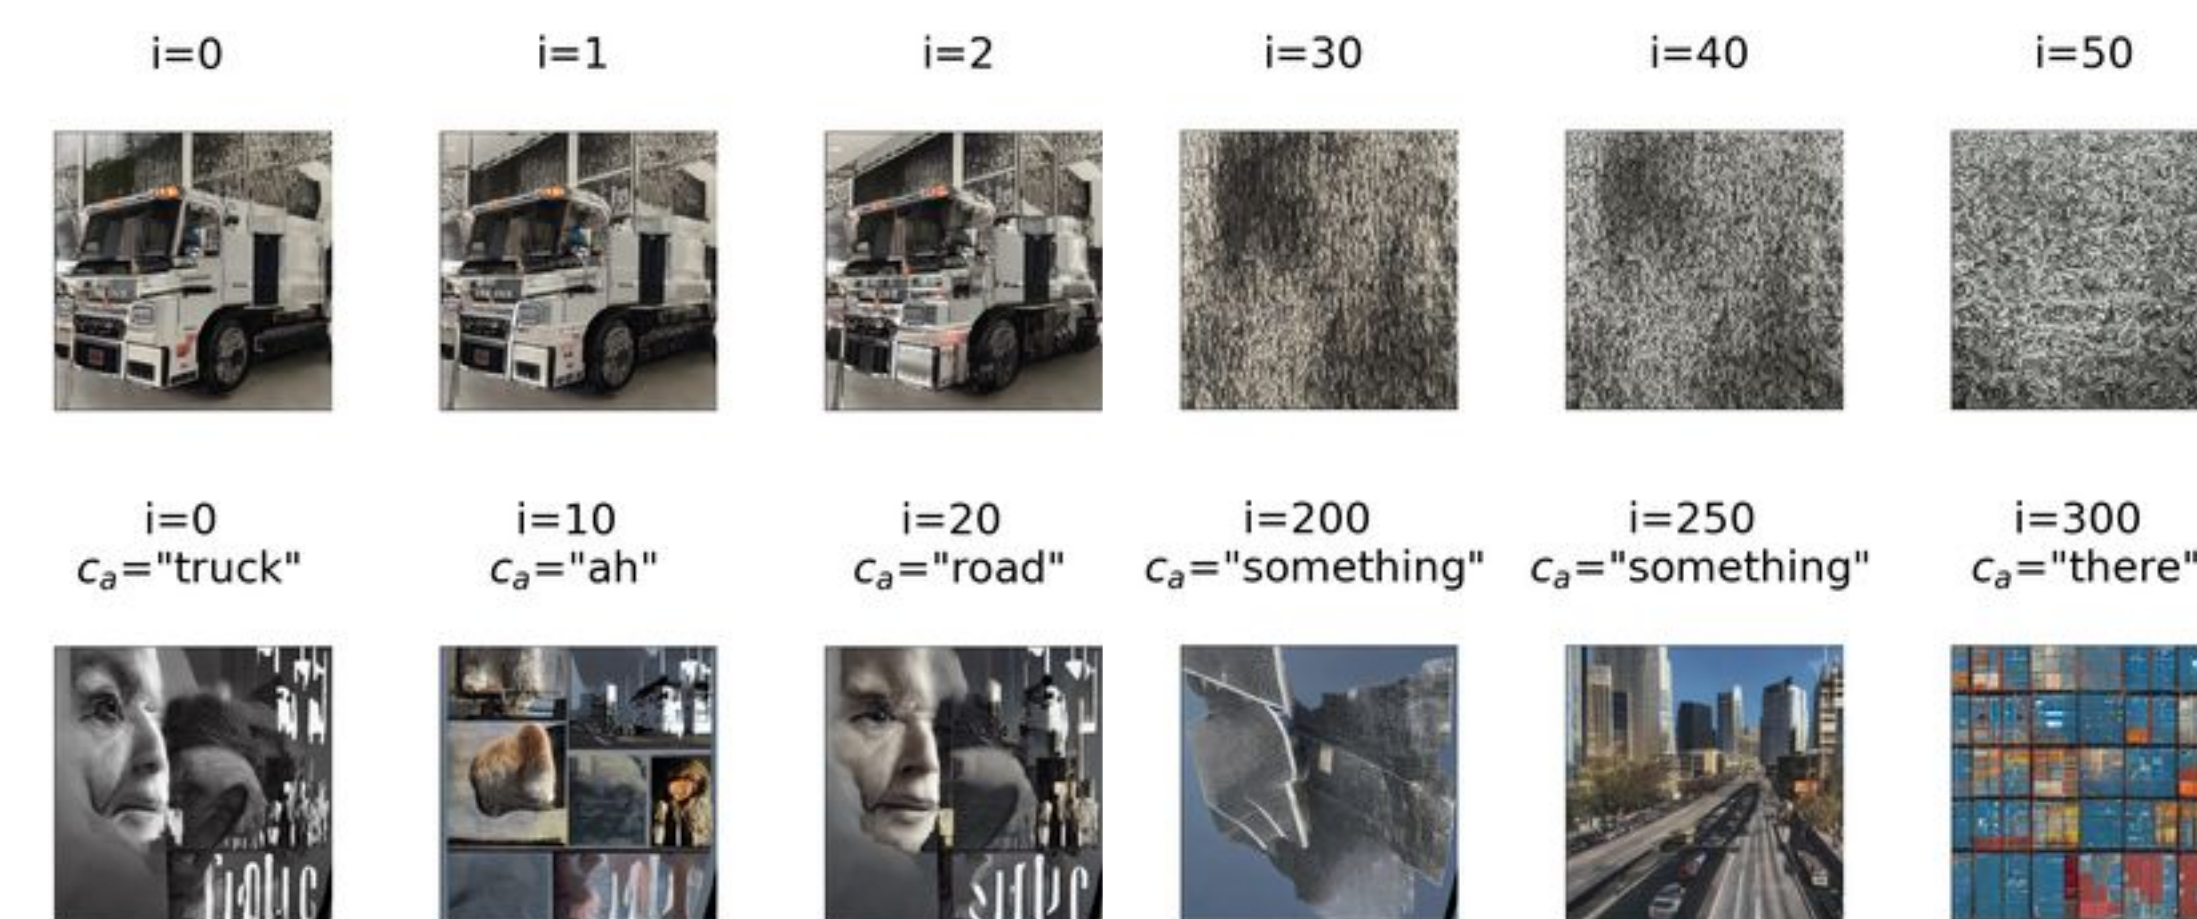 i=0 i=1 i=2 i=30 i=40 i=50
i=0 i=10 i=20 i=200 i=250 i=300
cₐ="truck" cₐ="ah" cₐ="road" cₐ="something" cₐ="something" cₐ="there"